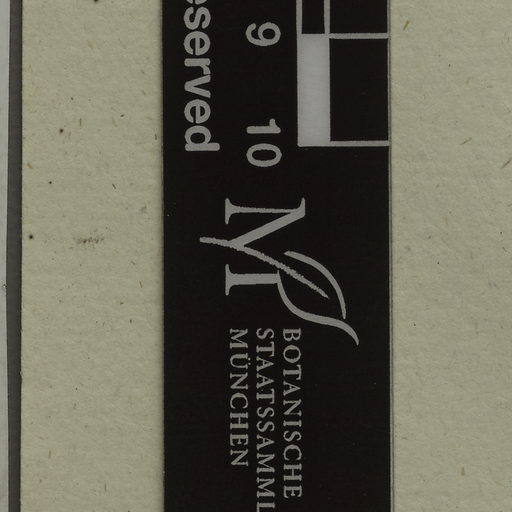 eserved
9 10
M
BOTANISCHE
STAATSSAMML
MÜNCHEN